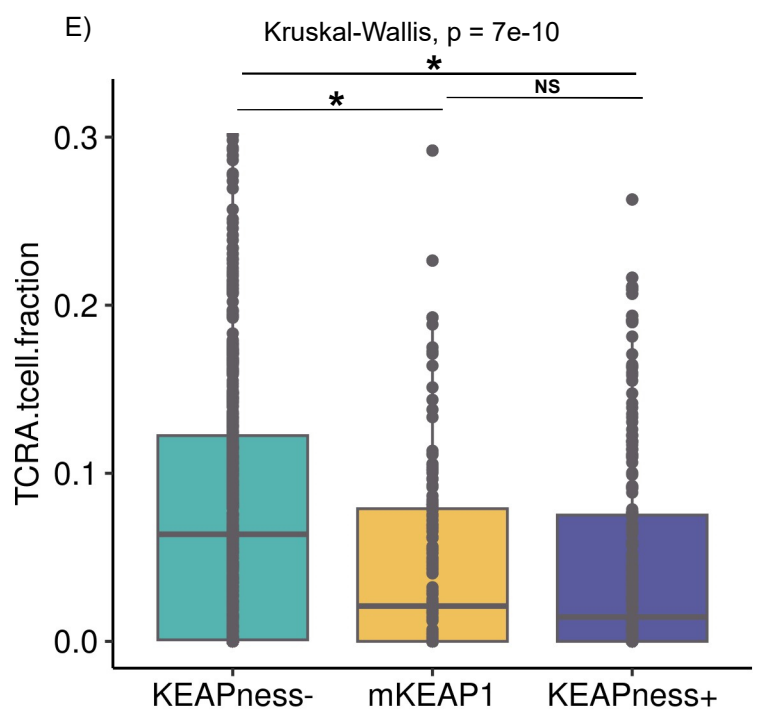 E)
Kruskal-Wallis, p = 7e-10
*
NS
*
0.3
0.2
0.1
0.0
TCRA.tcell.fraction
KEAPness- mKEAP1 KEAPness+